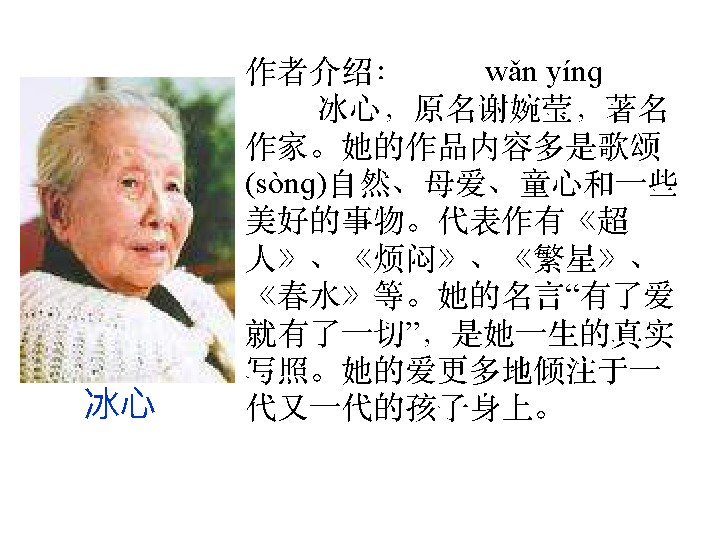 作者介绍： wǎn yíng
冰心，原名谢婉莹，著名
作家。她的作品内容多是歌颂
(sòng)自然、母爱、童心和一些
美好的事物。代表作有《超
人》、《烦闷》、《繁星》、
《春水》等。她的名言“有了爱
就有了一切”，是她一生的真实
写照。她的爱更多地倾注于一
代又一代的孩子身上。
冰心